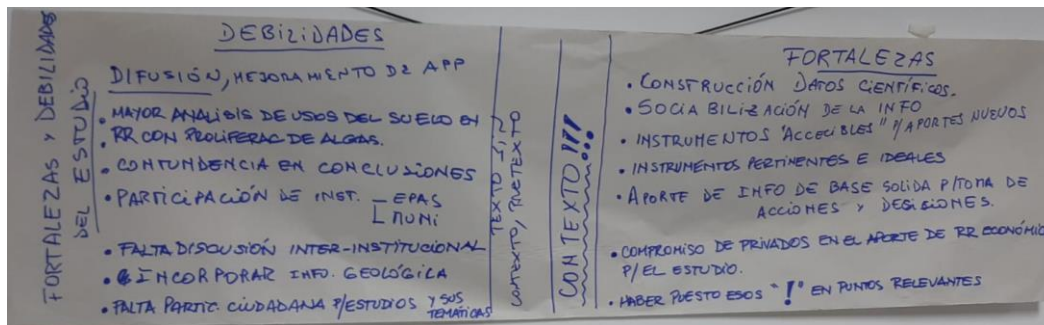 FORTALEZAS Y DEBILIDADES
DEL ESTUDIO
DEBILIDADES
DIFUSIÓN, MEJORAMIENTO DE APP
• MAYOR ANALISIS DE USOS DEL SUELO EN
RR CON PROLIFERAC DE ALGAS.
• CONTUNDENCIA EN CONCLUSIONES
• PARTICIPACIÓN DE INST. - EPAS
MUNI
• FALTA DISCUSIÓN INTER-INSTITUCIONAL
• INCORPORAR INFO. GEOLÓGICA
• FALTA PARTIC. CIUDADANA P/ESTUDIOS Y SUS
TEMÁTICAS
TEXTO S/N
CONTEXTO, PRETEXTO
CONTEXTO!!!
FORTALEZAS
• CONSTRUCCIÓN DATOS CIENTÍFICOS.
• SOCIABILIZACIÓN DE LA INFO
• INSTRUMENTOS "ACCECIBLES" P/APORTES NUEVOS
• INSTRUMENTOS PERTINENTES E IDEALES
• APORTE DE INFO DE BASE SOLIDA P/TOMA DE
ACCIONES Y DESICIONES.
• COMPROMISO DE PRIVADOS EN EL APORTE DE RR ECONÓMIC
P/EL ESTUDIO.
• HABER PUESTO ESOS "!" EN PUNTOS RELEVANTES